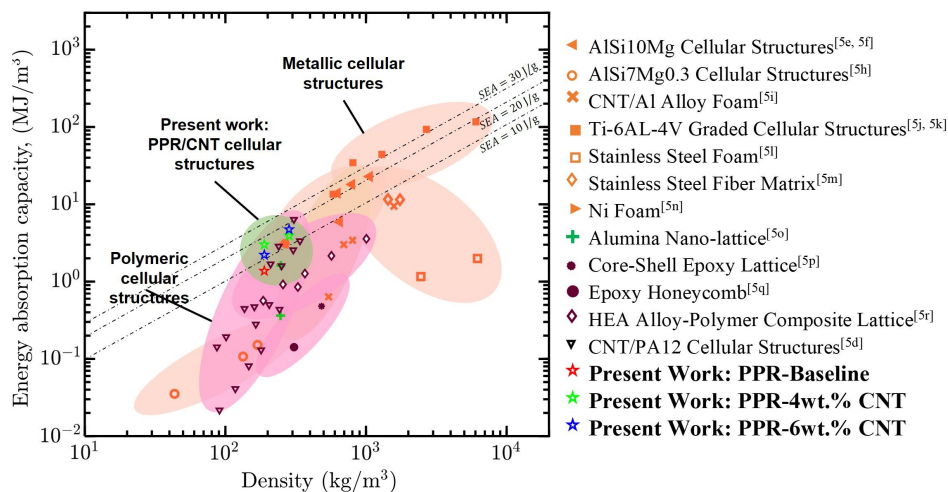 Energy absorption capacity, (MJ/m³)
10³
10²
10¹
10⁰
10⁻¹
10⁻²
10¹
10²
10³
10⁴
Density (kg/m³)
Metallic cellular
structures
Present work:
PPR/CNT cellular
structures
Polymeric
cellular
structures
SEA = 30 J/g
SEA = 20 J/g
SEA = 10 J/g
AlSi10Mg Cellular Structures[5e, 5f]
AlSi7Mg0.3 Cellular Structures[5h]
CNT/Al Alloy Foam[5i]
Ti-6AL-4V Graded Cellular Structures[5j, 5k]
Stainless Steel Foam[5l]
Stainless Steel Fiber Matrix[5m]
Ni Foam[5n]
Alumina Nano-lattice[5o]
Core-Shell Epoxy Lattice[5p]
Epoxy Honeycomb[5q]
HEA Alloy-Polymer Composite Lattice[5r]
CNT/PA12 Cellular Structures[5d]
Present Work: PPR-Baseline
Present Work: PPR-4wt.% CNT
Present Work: PPR-6wt.% CNT